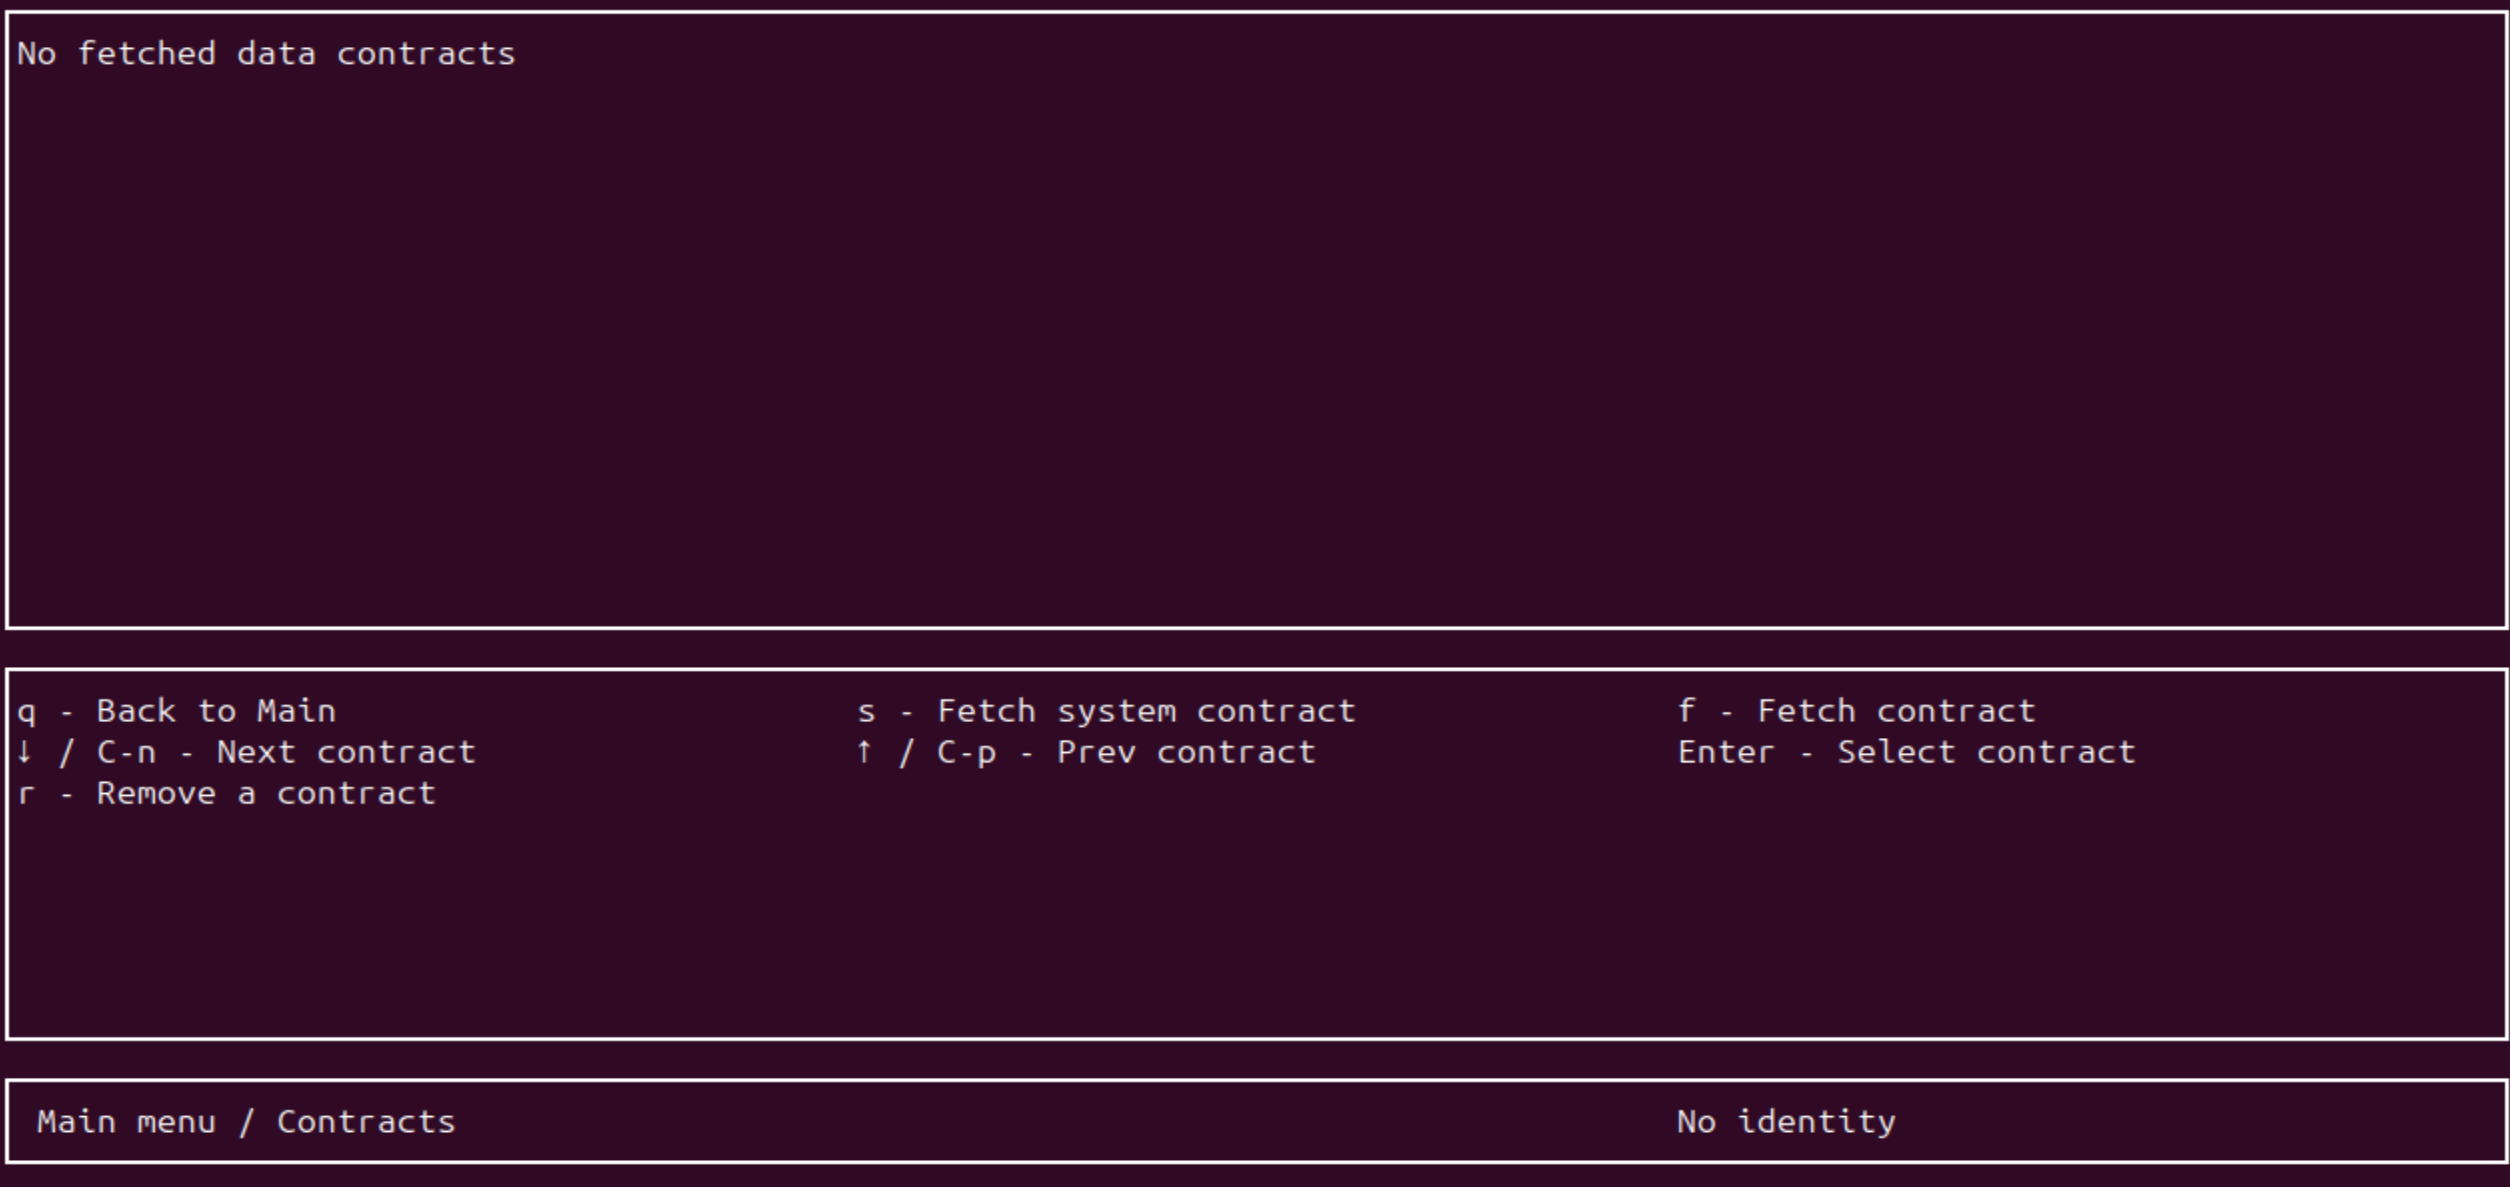 No fetched data contracts
q - Back to Main s - Fetch system contract f - Fetch contract
↓ / C-n - Next contract ↑ / C-p - Prev contract Enter - Select contract
r - Remove a contract
Main menu / Contracts No identity